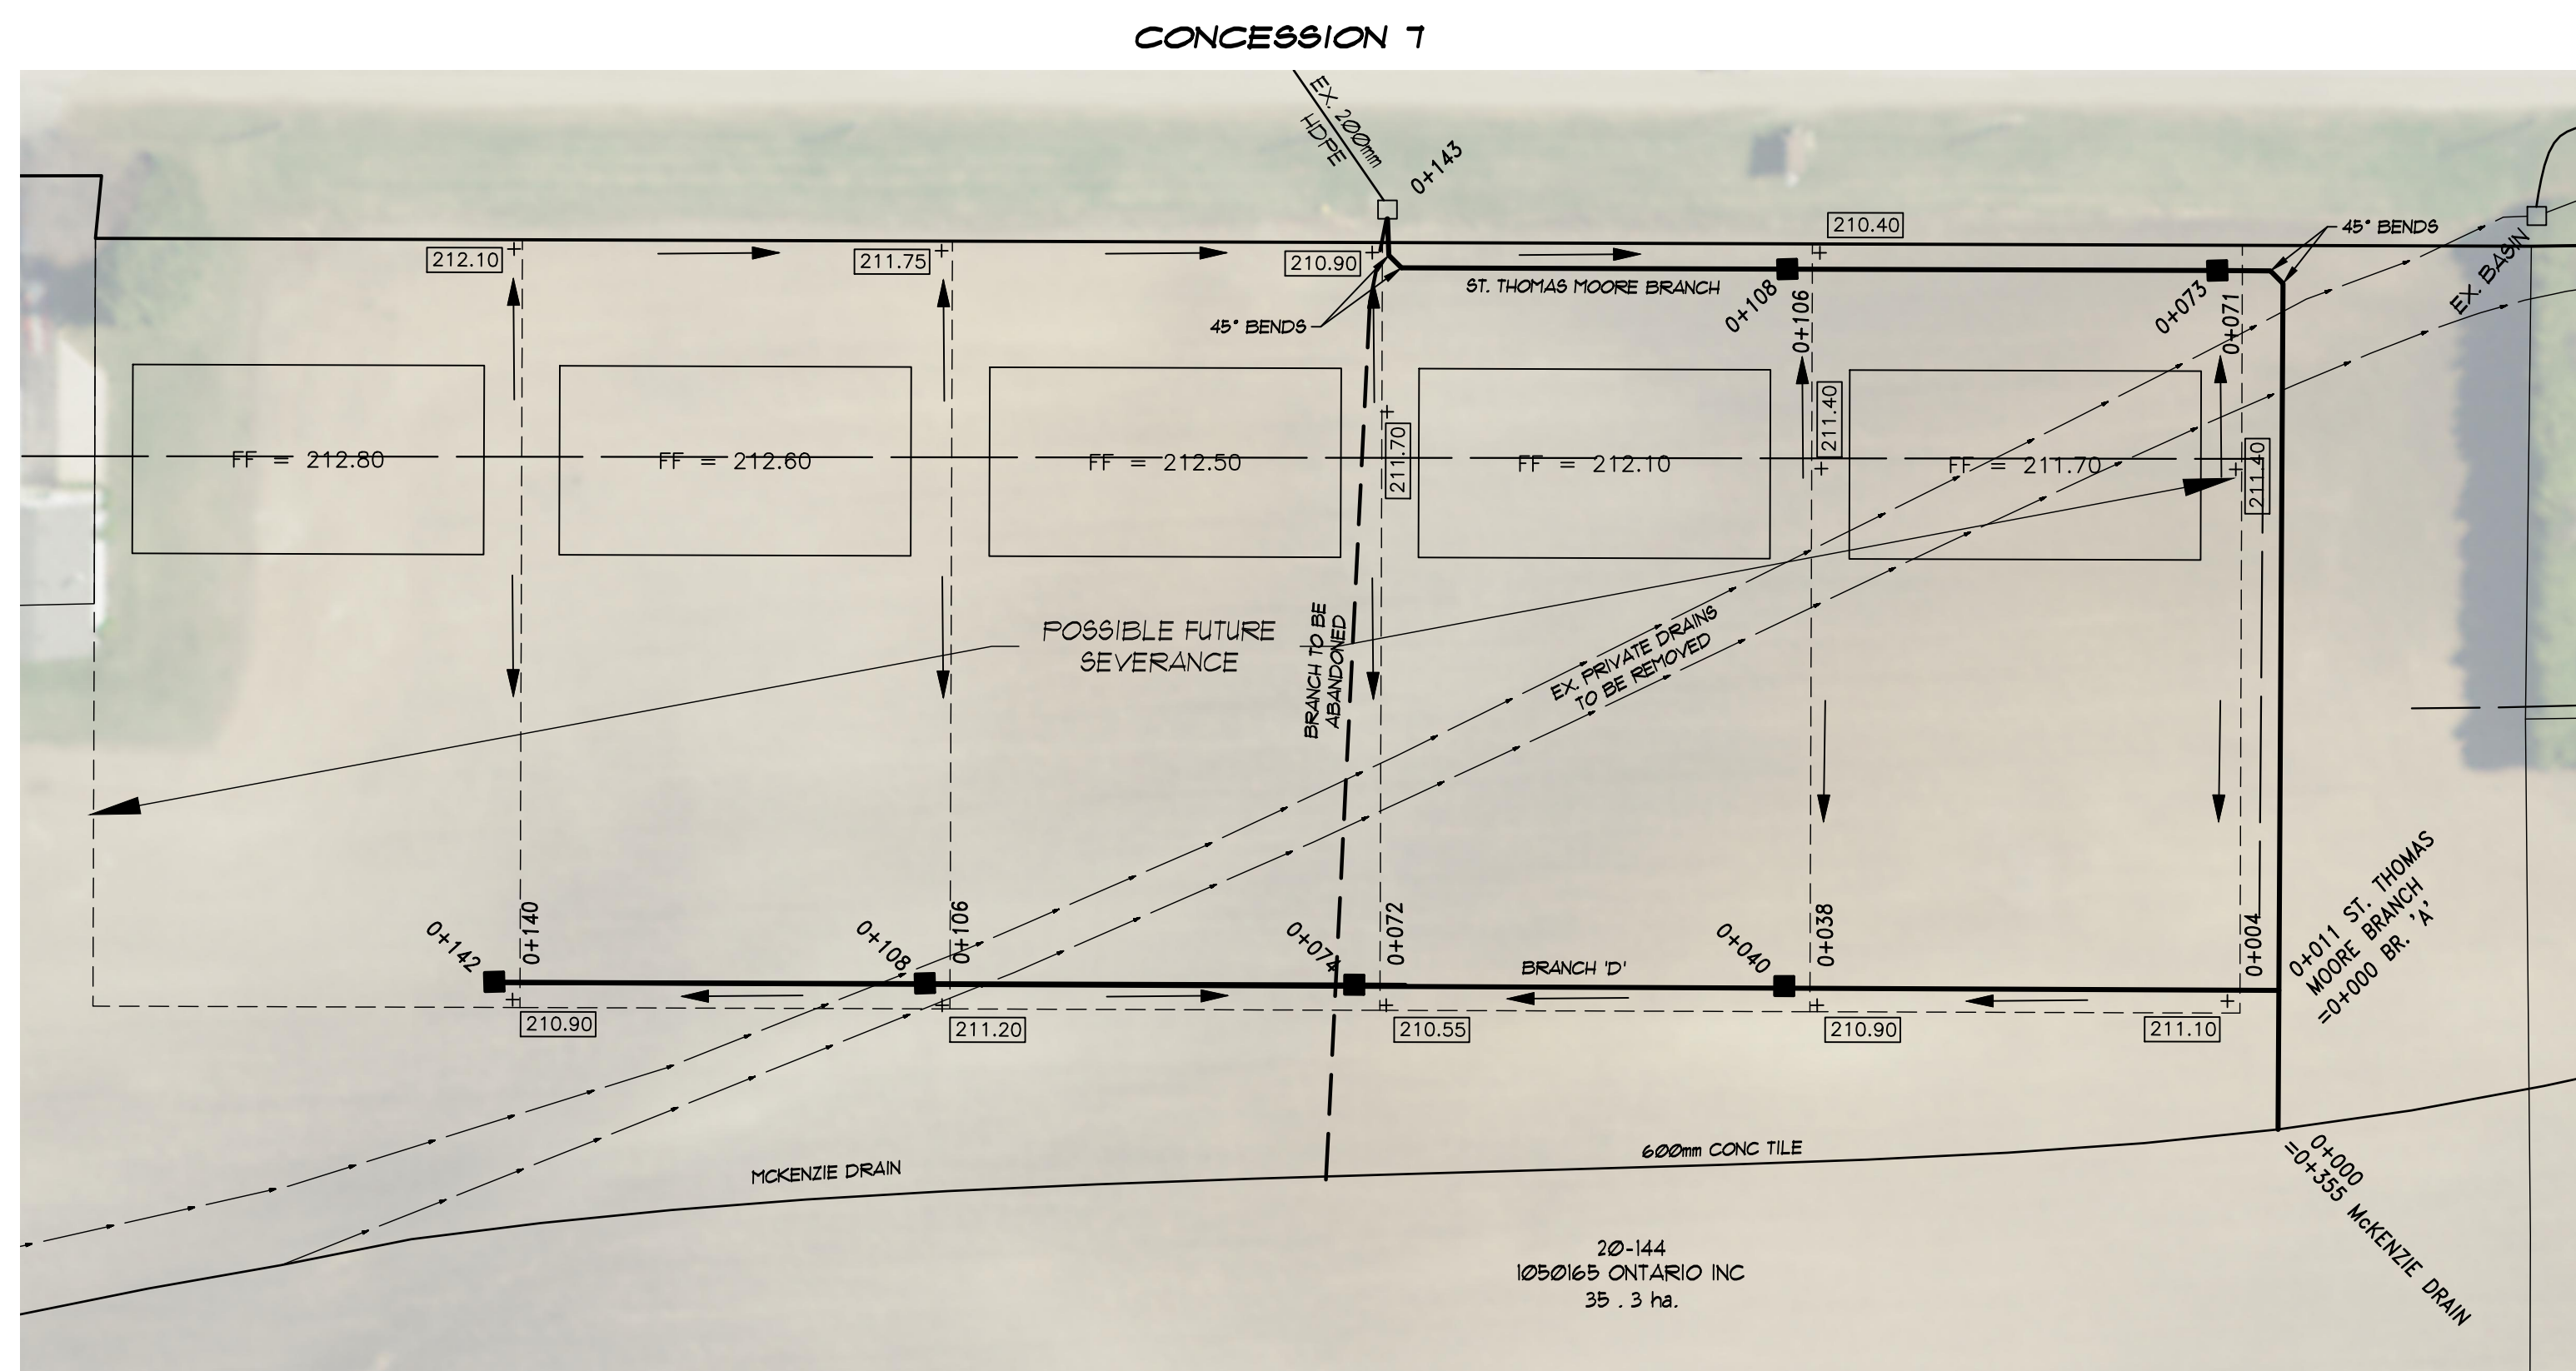 CONCESSION 7
EX. 200mm
HDPE
0+143
210.40
45° BENDS
EX. BASIN
212.10
211.75
210.90
ST. THOMAS MOORE BRANCH
45° BENDS
0+108
0+106
0+073
0+071
211.70
211.40
211.40
FF = 212.80
FF = 212.60
FF = 212.50
FF = 212.10
FF = 211.70
POSSIBLE FUTURE
SEVERANCE
BRANCH TO BE
ABANDONED
EX. PRIVATE DRAINS
TO BE REMOVED
0+142
0+140
0+108
0+106
0+074
0+072
BRANCH 'D'
0+040
0+038
0+004
0+011 ST. THOMAS
MOORE BRANCH
=0+000 BR. 'A'
210.90
211.20
210.55
210.90
211.10
MCKENZIE DRAIN
600mm CONC TILE
0+000
=0+355 McKENZIE DRAIN
20-144
1050165 ONTARIO INC
35 . 3 ha.